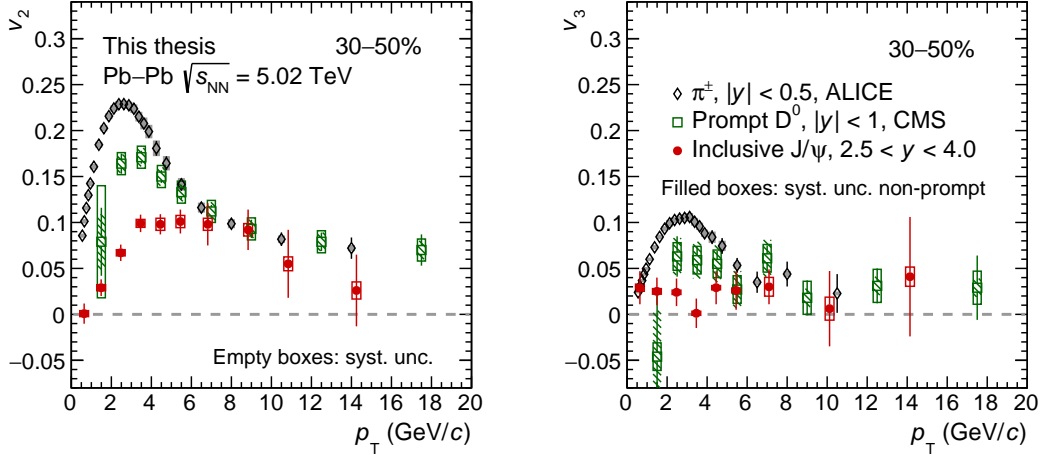 v2
0.3
0.25
0.2
0.15
0.1
0.05
0
−0.05
This thesis
30–50%
Pb–Pb √sNN = 5.02 TeV
Empty boxes: syst. unc.
0 2 4 6 8 10 12 14 16 18 20
pT (GeV/c)
v3
0.3
0.25
0.2
0.15
0.1
0.05
0
−0.05
30–50%
π±, |y| < 0.5, ALICE
Prompt D0, |y| < 1, CMS
Inclusive J/ψ, 2.5 < y < 4.0
Filled boxes: syst. unc. non-prompt
0 2 4 6 8 10 12 14 16 18 20
pT (GeV/c)